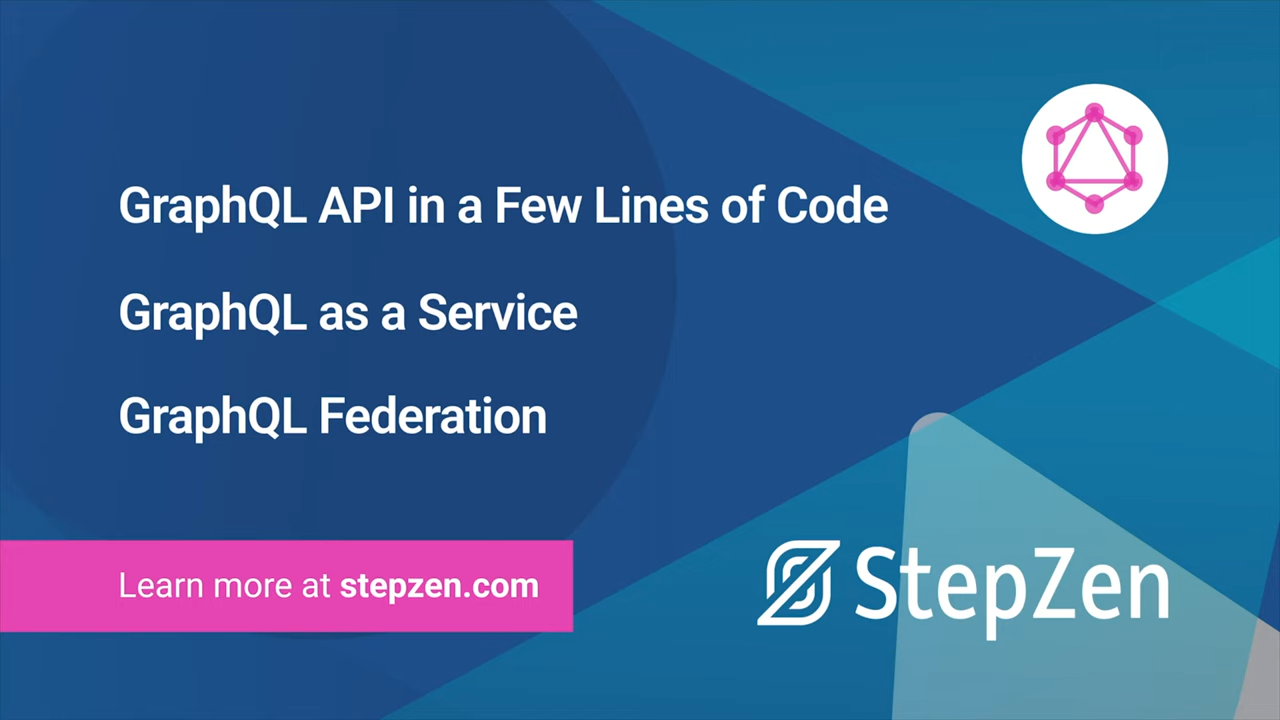 GraphQL API in a Few Lines of Code
GraphQL as a Service
GraphQL Federation
Learn more at stepzen.com
StepZen